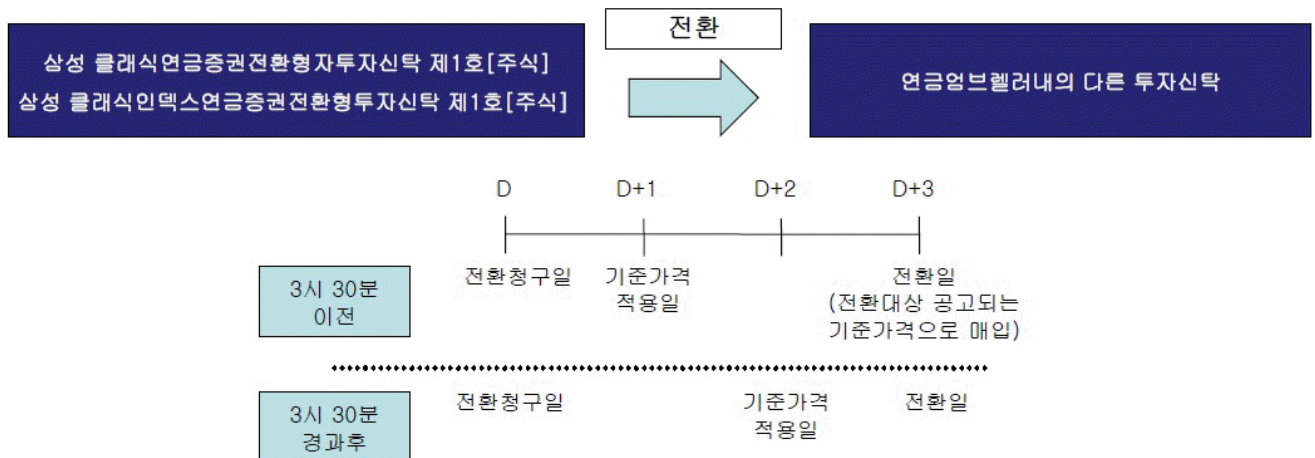 전환
삼성 클래식연금증권전환형자투자신탁 제1호[주식]
삼성 클래식인덱스연금증권전환형투자신탁 제1호[주식]
연금엄브렐러내의 다른 투자신탁
D D+1 D+2 D+3
3시 30분
이전
전환청구일
기준가격
적용일
전환일
(전환대상 공고되는
기준가격으로 매입)
3시 30분
경과후
전환청구일
기준가격
적용일
전환일